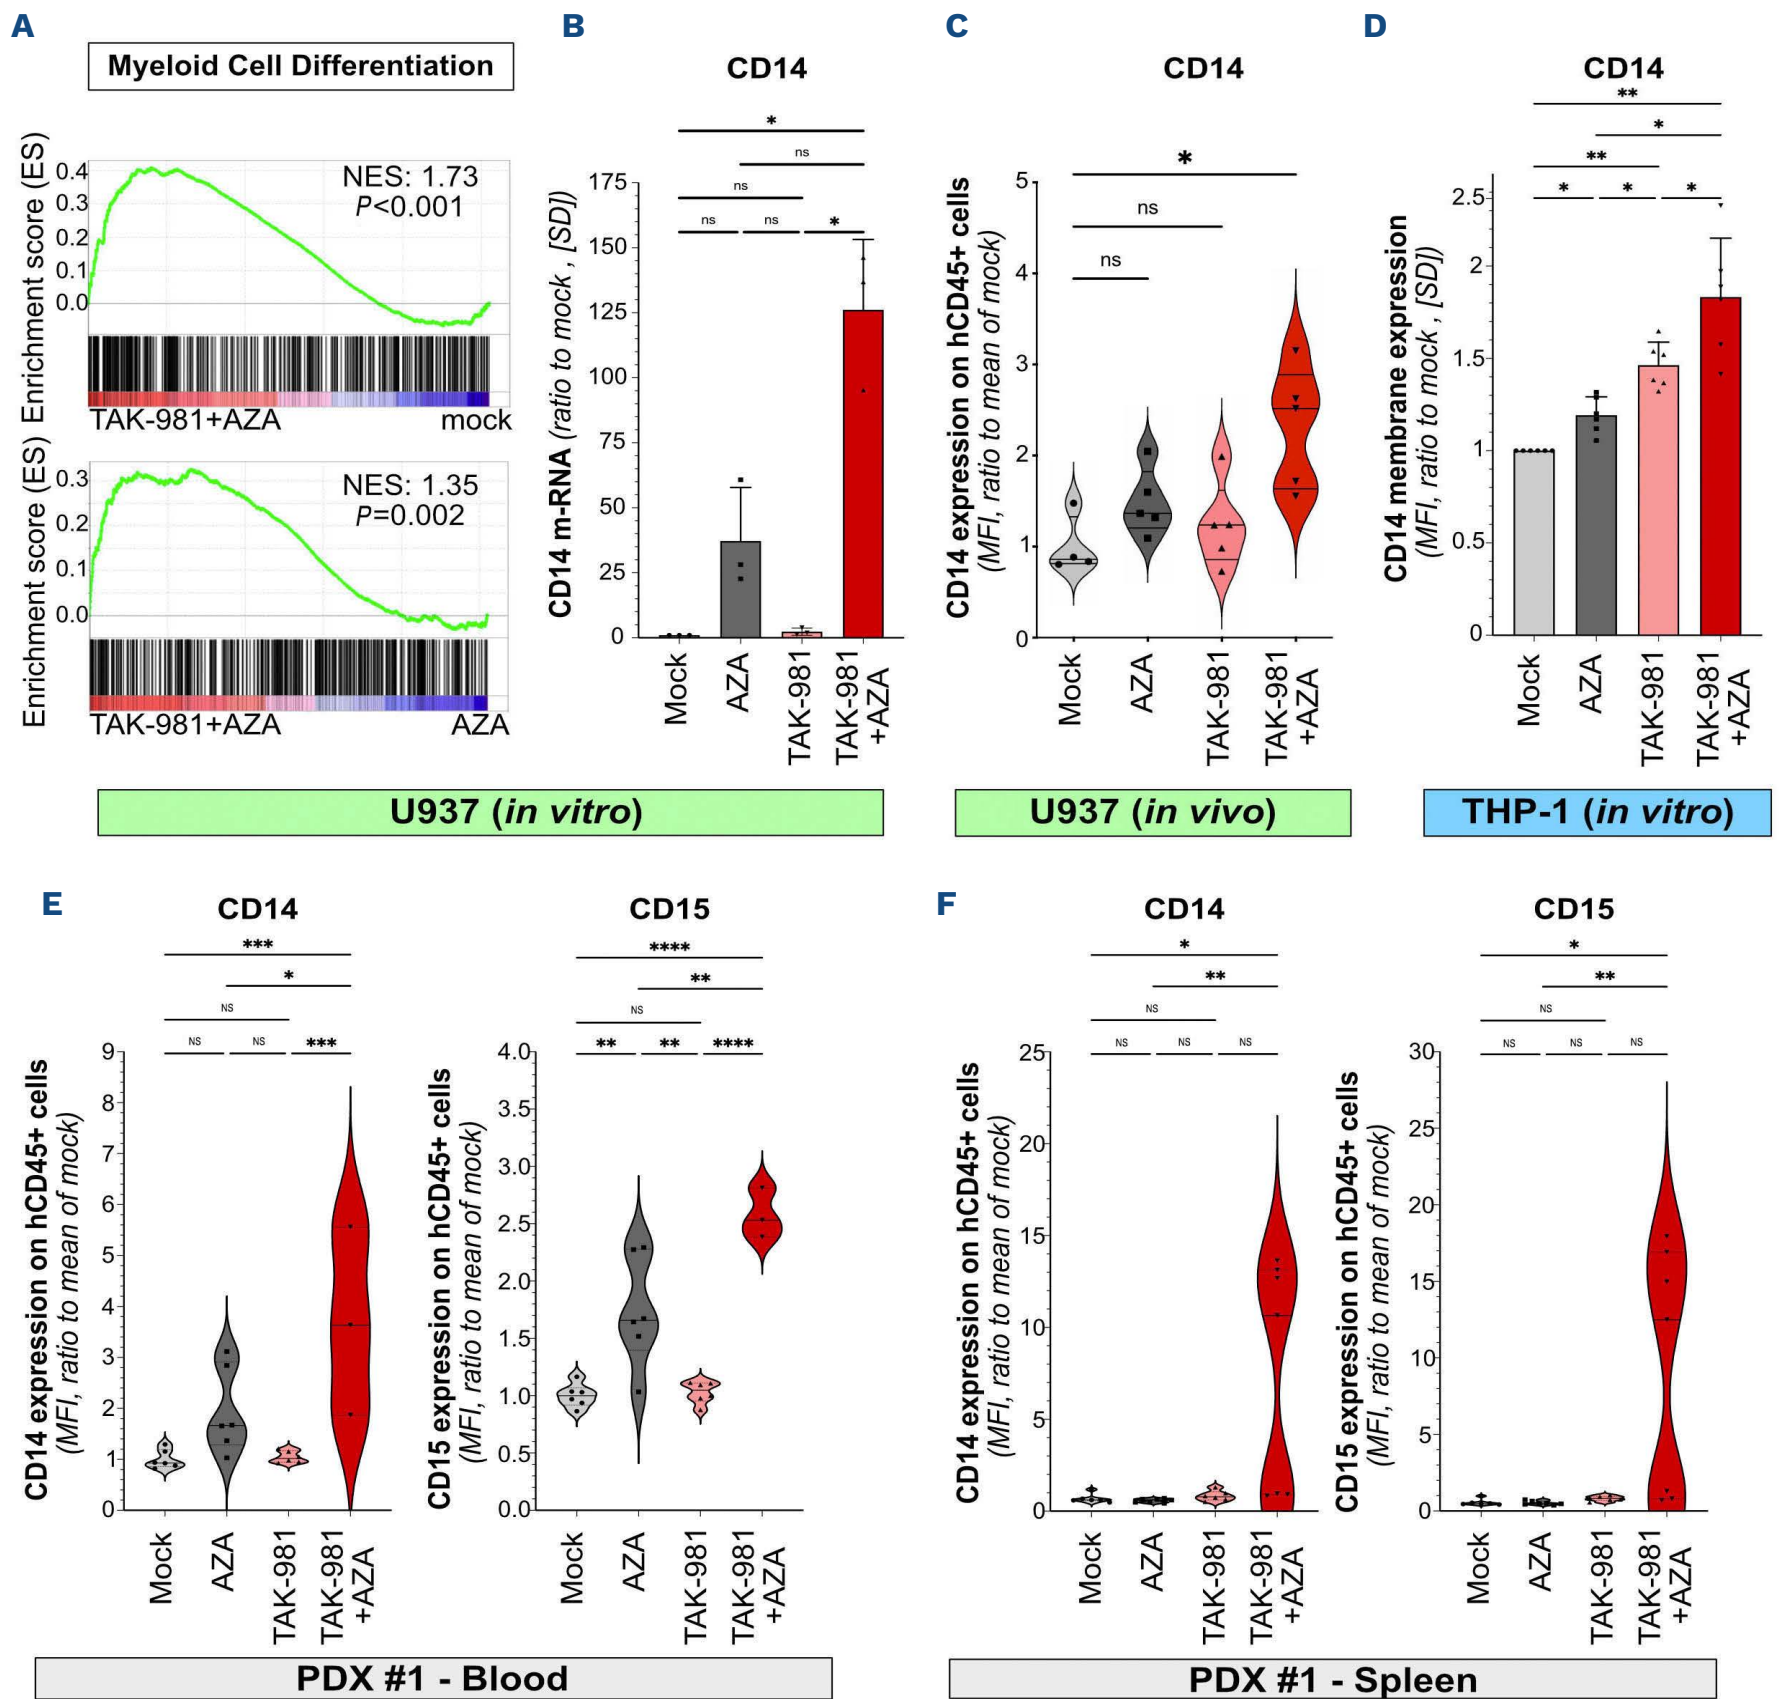 A
Myeloid Cell Differentiation
Enrichment score (ES)
0.4
0.3
0.2
0.1
0.0
NES: 1.73
P<0.001
TAK-981+AZA
mock
Enrichment score (ES)
0.3
0.2
0.1
0.0
NES: 1.35
P=0.002
TAK-981+AZA
AZA
B
CD14
*
ns
ns
ns
ns
*
CD14 m-RNA (ratio to mock , [SD])
175
150
125
100
75
50
25
0
Mock
AZA
TAK-981
TAK-981
+AZA
U937 (in vitro)
C
CD14
*
ns
ns
CD14 expression on hCD45+ cells
(MFI, ratio to mean of mock)
5
4
3
2
1
0
Mock
AZA
TAK-981
TAK-981
+AZA
U937 (in vivo)
D
CD14
**
*
**
*
*
*
CD14 membrane expression
(MFI, ratio to mock , [SD])
2.5
2
1.5
1
0.5
0
Mock
AZA
TAK-981
TAK-981
+AZA
THP-1 (in vitro)
E
CD14
***
*
NS
NS
NS
***
CD14 expression on hCD45+ cells
(MFI, ratio to mean of mock)
9
8
7
6
5
4
3
2
1
0
Mock
AZA
TAK-981
TAK-981
+AZA
CD15
****
**
NS
**
**
****
CD15 expression on hCD45+ cells
(MFI, ratio to mean of mock)
4.0
3.5
3.0
2.5
2.0
1.5
1.0
0.5
0.0
Mock
AZA
TAK-981
TAK-981
+AZA
PDX #1 - Blood
F
CD14
*
**
NS
NS
NS
NS
CD14 expression on hCD45+ cells
(MFI, ratio to mean of mock)
25
20
15
10
5
0
Mock
AZA
TAK-981
TAK-981
+AZA
CD15
*
**
NS
NS
NS
NS
CD15 expression on hCD45+ cells
(MFI, ratio to mean of mock)
30
25
20
15
10
5
0
Mock
AZA
TAK-981
TAK-981
+AZA
PDX #1 - Spleen